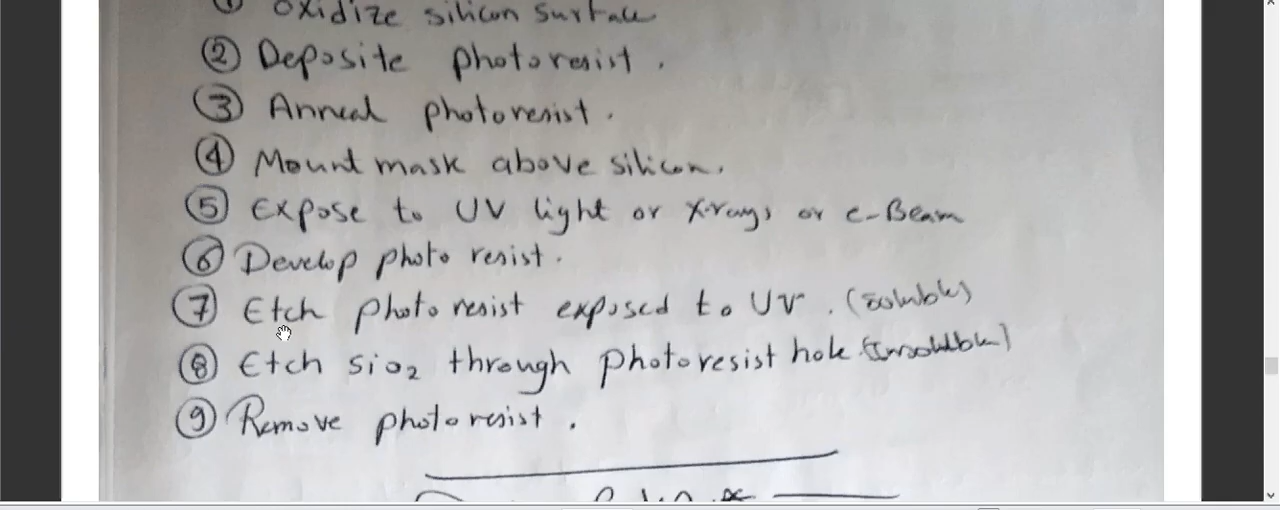 ① Oxidize silicon surface
② Deposite photoresist .
③ Anneal photoresist .
④ Mount mask above silicon.
⑤ Expose to UV light or X-rays or e-Beam
⑥ Develop photo resist .
⑦ Etch photo resist exposed to UV . (soluble)
⑧ Etch SiO₂ through photoresist hole (Insoluble)
⑨ Remove photoresist .